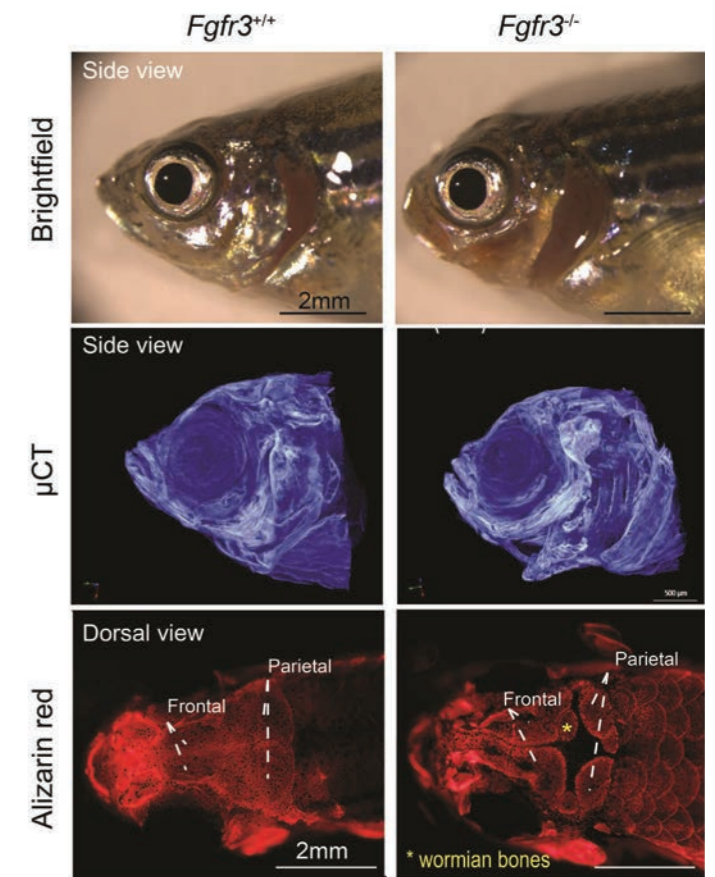 Fgfr3+/+
Fgfr3-/-
Brightfield
Side view
2mm
µCT
Side view
500 µm
Alizarin red
Dorsal view
Frontal
Parietal
2mm
Frontal
Parietal
*
* wormian bones